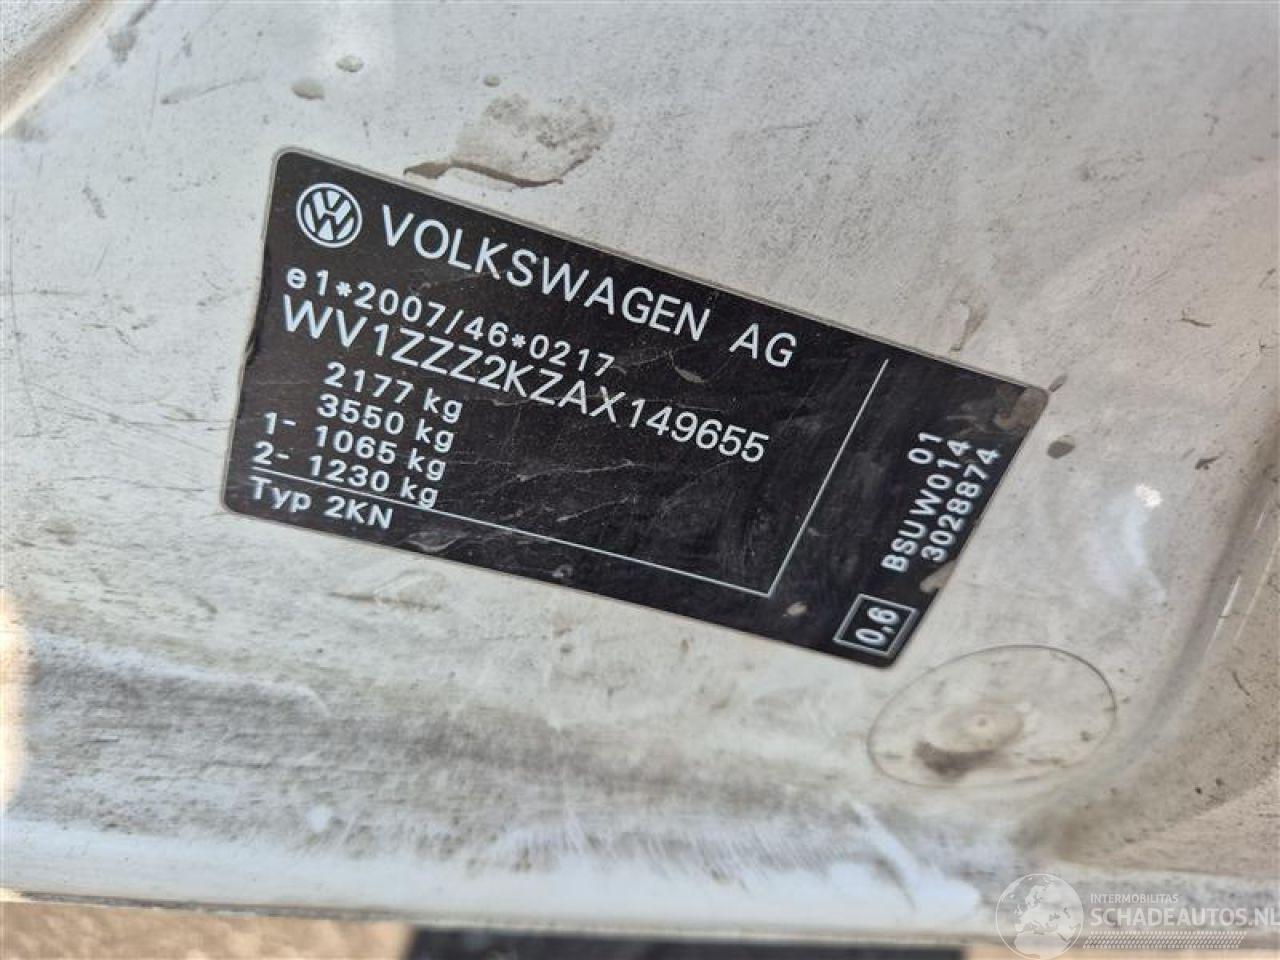 VOLKSWAGEN AG
e1*2007/46*0217
WV1ZZZ2KZAX149655
2177 kg
3550 kg
1- 1065 kg
2- 1230 kg
Typ 2KN
01
BSUW014
3028874
0,6
INTERMOBILITAS
SCHADEAUTOS.NL